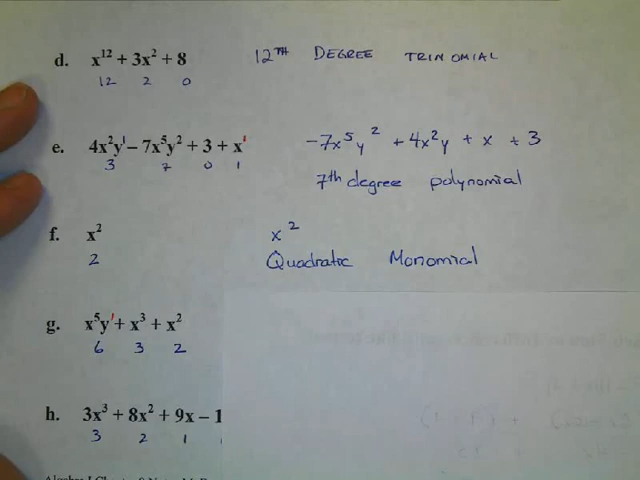 d. x¹² + 3x² + 8 12TH DEGREE TRINOMIAL
12 2 0
e. 4x²y¹ − 7x⁵y² + 3 + x¹ −7x⁵y² + 4x²y + x + 3
3 7 0 1
7th degree polynomial
f. x² x²
2 Quadratic Monomial
g. x⁵y¹ + x³ + x²
6 3 2
h. 3x³ + 8x² + 9x − 1
3 2 1